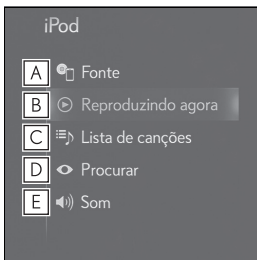 iPod
A Fonte
B Reproduzindo agora
C Lista de canções
D Procurar
E Som